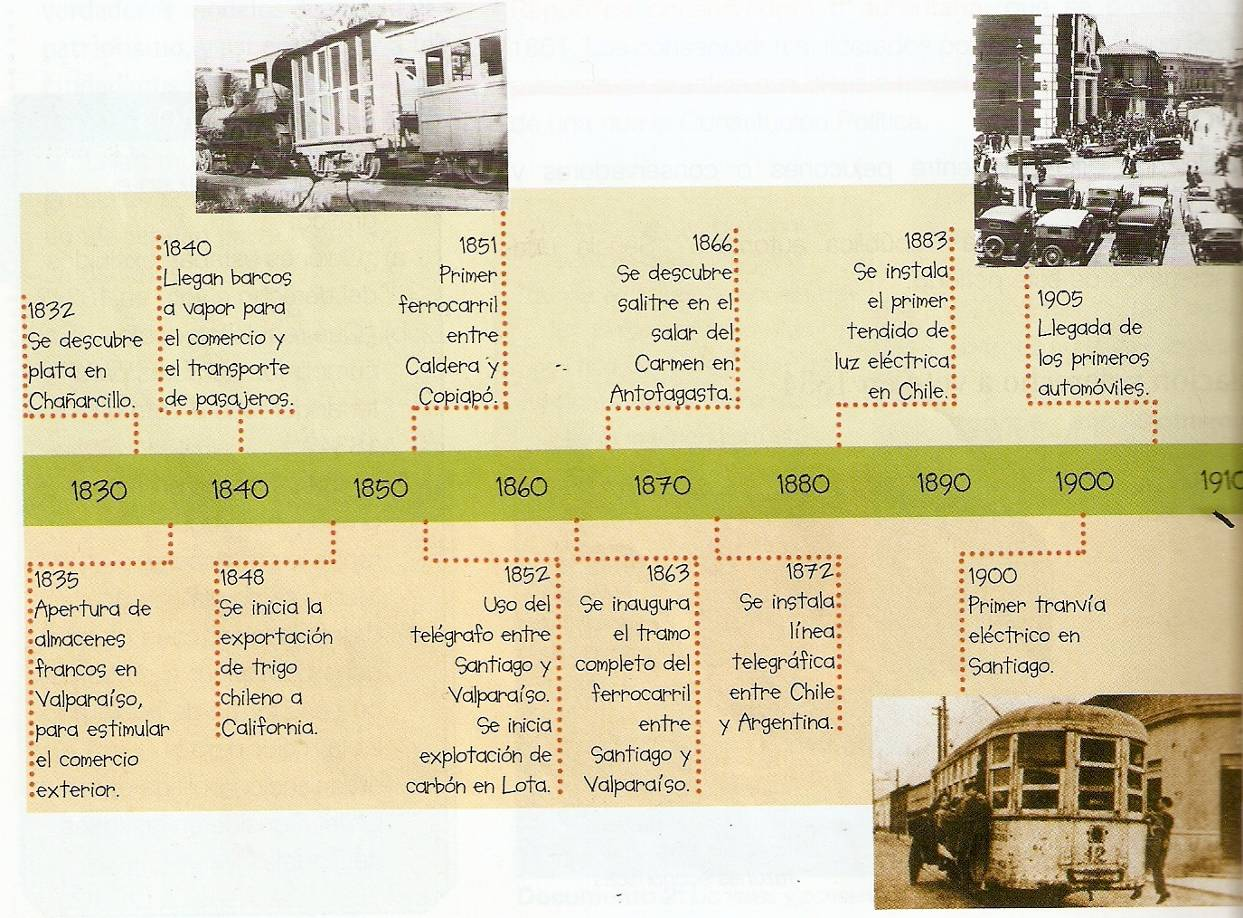 1832
Se descubre
plata en
Chañarcillo.
1840
Llegan barcos
a vapor para
el comercio y
el transporte
de pasajeros.
1851
Primer
ferrocarril
entre
Caldera y
Copiapó.
1866
Se descubre
salitre en el
salar del
Carmen en
Antofagasta.
1883
Se instala
el primer
tendido de
luz eléctrica
en Chile.
1905
Llegada de
los primeros
automóviles.
1830 1840 1850 1860 1870 1880 1890 1900 1910
1835
Apertura de
almacenes
francos en
Valparaíso,
para estimular
el comercio
exterior.
1848
Se inicia la
exportación
de trigo
chileno a
California.
1852
Uso del
telégrafo entre
Santiago y
Valparaíso.
Se inicia
explotación de
carbón en Lota.
1863
Se inaugura
el tramo
completo del
ferrocarril
entre
Santiago y
Valparaíso.
1872
Se instala
línea
telegráfica
entre Chile
y Argentina.
1900
Primer tranvía
eléctrico en
Santiago.
12